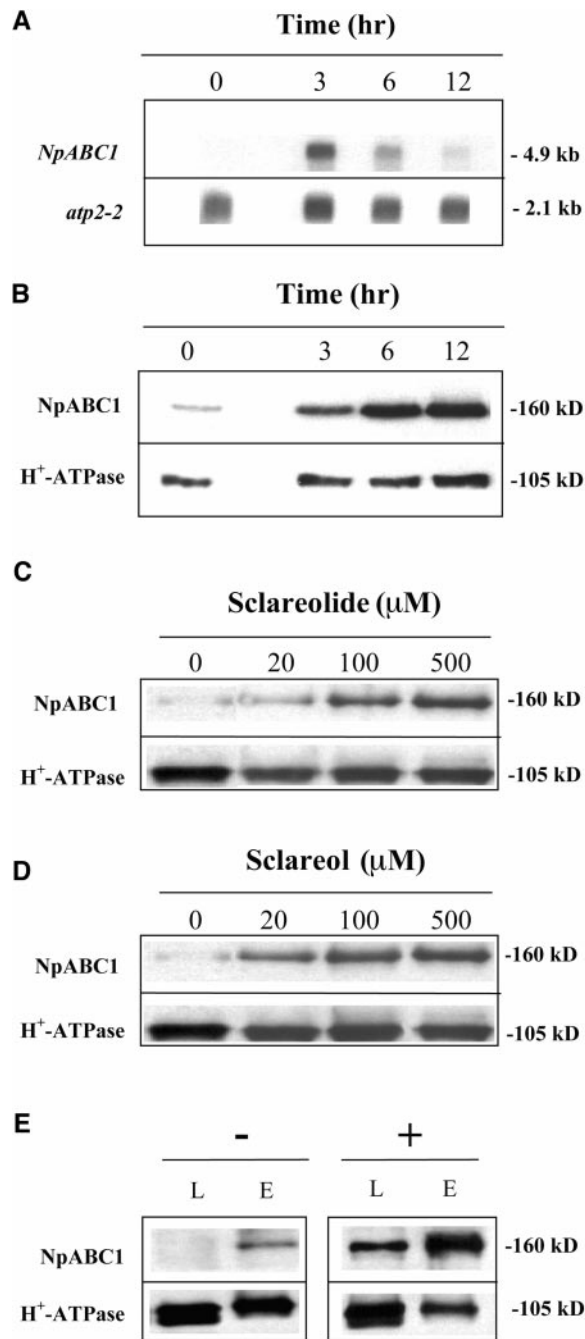 A
Time (hr)
0 3 6 12
NpABC1 - 4.9 kb
atp2-2 - 2.1 kb
B
Time (hr)
0 3 6 12
NpABC1 -160 kD
H⁺-ATPase -105 kD
C
Sclareolide (μM)
0 20 100 500
NpABC1 -160 kD
H⁺-ATPase -105 kD
D
Sclareol (μM)
0 20 100 500
NpABC1 -160 kD
H⁺-ATPase -105 kD
E
- +
L E L E
NpABC1 -160 kD
H⁺-ATPase -105 kD